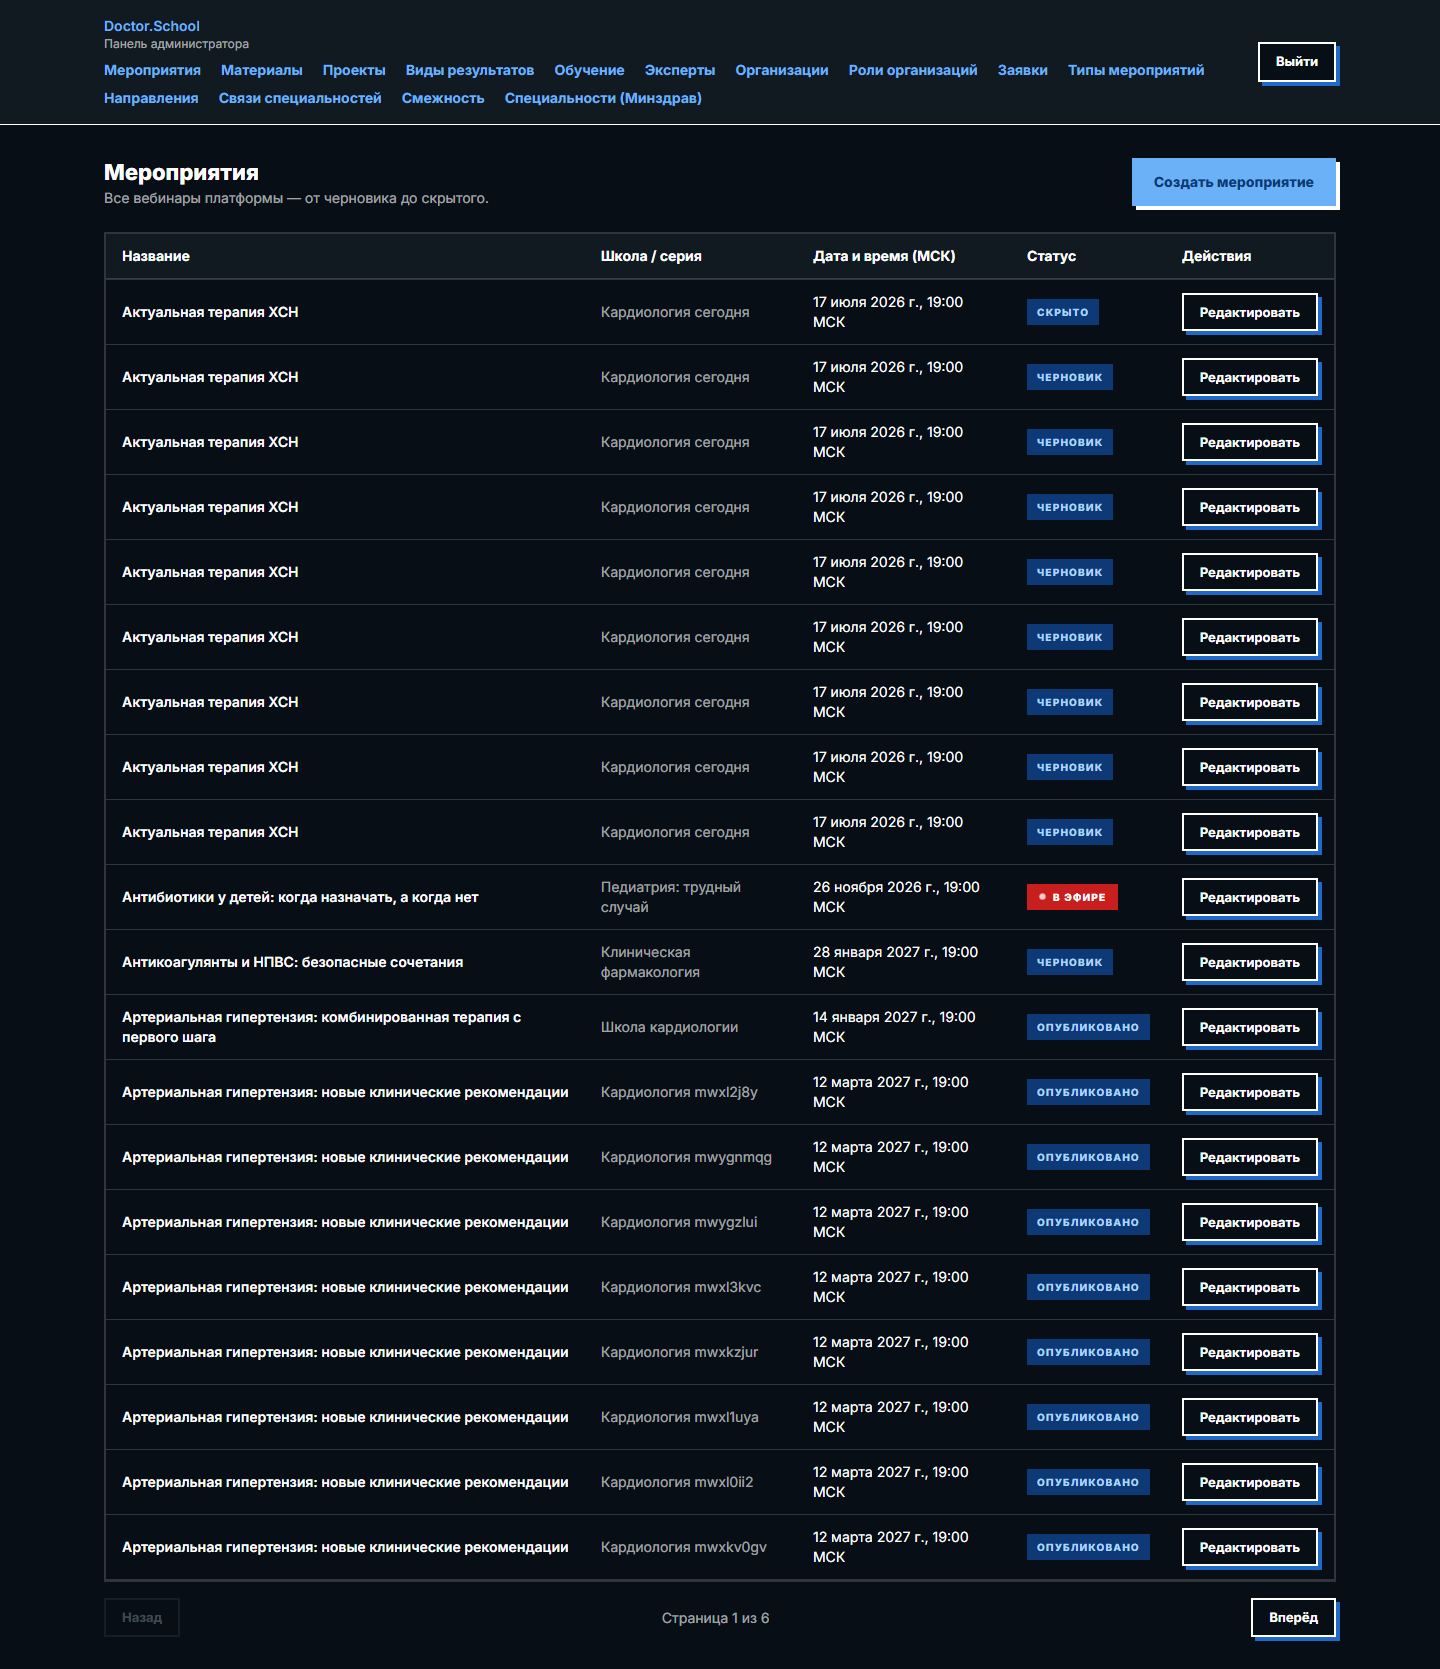 Doctor.School
Панель администратора
Мероприятия Материалы Проекты Виды результатов Обучение Эксперты Организации Роли организаций Заявки Типы мероприятий
Направления Связи специальностей Смежность Специальности (Минздрав)
Выйти
Мероприятия
Все вебинары платформы — от черновика до скрытого.
Создать мероприятие
Название Школа / серия Дата и время (МСК) Статус Действия
Актуальная терапия ХСН Кардиология сегодня 17 июля 2026 г., 19:00 МСК СКРЫТО Редактировать
Актуальная терапия ХСН Кардиология сегодня 17 июля 2026 г., 19:00 МСК ЧЕРНОВИК Редактировать
Актуальная терапия ХСН Кардиология сегодня 17 июля 2026 г., 19:00 МСК ЧЕРНОВИК Редактировать
Актуальная терапия ХСН Кардиология сегодня 17 июля 2026 г., 19:00 МСК ЧЕРНОВИК Редактировать
Актуальная терапия ХСН Кардиология сегодня 17 июля 2026 г., 19:00 МСК ЧЕРНОВИК Редактировать
Актуальная терапия ХСН Кардиология сегодня 17 июля 2026 г., 19:00 МСК ЧЕРНОВИК Редактировать
Актуальная терапия ХСН Кардиология сегодня 17 июля 2026 г., 19:00 МСК ЧЕРНОВИК Редактировать
Актуальная терапия ХСН Кардиология сегодня 17 июля 2026 г., 19:00 МСК ЧЕРНОВИК Редактировать
Актуальная терапия ХСН Кардиология сегодня 17 июля 2026 г., 19:00 МСК ЧЕРНОВИК Редактировать
Антибиотики у детей: когда назначать, а когда нет Педиатрия: трудный случай 26 ноября 2026 г., 19:00 МСК В ЭФИРЕ Редактировать
Антикоагулянты и НПВС: безопасные сочетания Клиническая фармакология 28 января 2027 г., 19:00 МСК ЧЕРНОВИК Редактировать
Артериальная гипертензия: комбинированная терапия с первого шага Школа кардиологии 14 января 2027 г., 19:00 МСК ОПУБЛИКОВАНО Редактировать
Артериальная гипертензия: новые клинические рекомендации Кардиология mwxl2j8y 12 марта 2027 г., 19:00 МСК ОПУБЛИКОВАНО Редактировать
Артериальная гипертензия: новые клинические рекомендации Кардиология mwygnmqg 12 марта 2027 г., 19:00 МСК ОПУБЛИКОВАНО Редактировать
Артериальная гипертензия: новые клинические рекомендации Кардиология mwygzlui 12 марта 2027 г., 19:00 МСК ОПУБЛИКОВАНО Редактировать
Артериальная гипертензия: новые клинические рекомендации Кардиология mwxl3kvc 12 марта 2027 г., 19:00 МСК ОПУБЛИКОВАНО Редактировать
Артериальная гипертензия: новые клинические рекомендации Кардиология mwxkzjur 12 марта 2027 г., 19:00 МСК ОПУБЛИКОВАНО Редактировать
Артериальная гипертензия: новые клинические рекомендации Кардиология mwxl1uya 12 марта 2027 г., 19:00 МСК ОПУБЛИКОВАНО Редактировать
Артериальная гипертензия: новые клинические рекомендации Кардиология mwxl0ii2 12 марта 2027 г., 19:00 МСК ОПУБЛИКОВАНО Редактировать
Артериальная гипертензия: новые клинические рекомендации Кардиология mwxkv0gv 12 марта 2027 г., 19:00 МСК ОПУБЛИКОВАНО Редактировать
Назад Страница 1 из 6 Вперёд